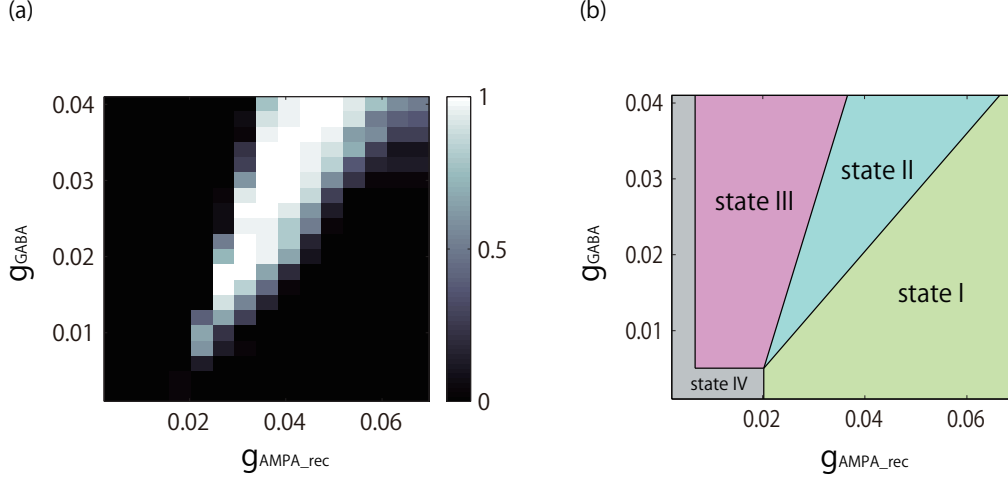 (a)
0.04
0.03
0.02
0.01
gGABA
0.02 0.04 0.06
gAMPA_rec
1
0.5
0
(b)
0.04
0.03
0.02
0.01
gGABA
state III
state II
state I
state IV
0.02 0.04 0.06
gAMPA_rec